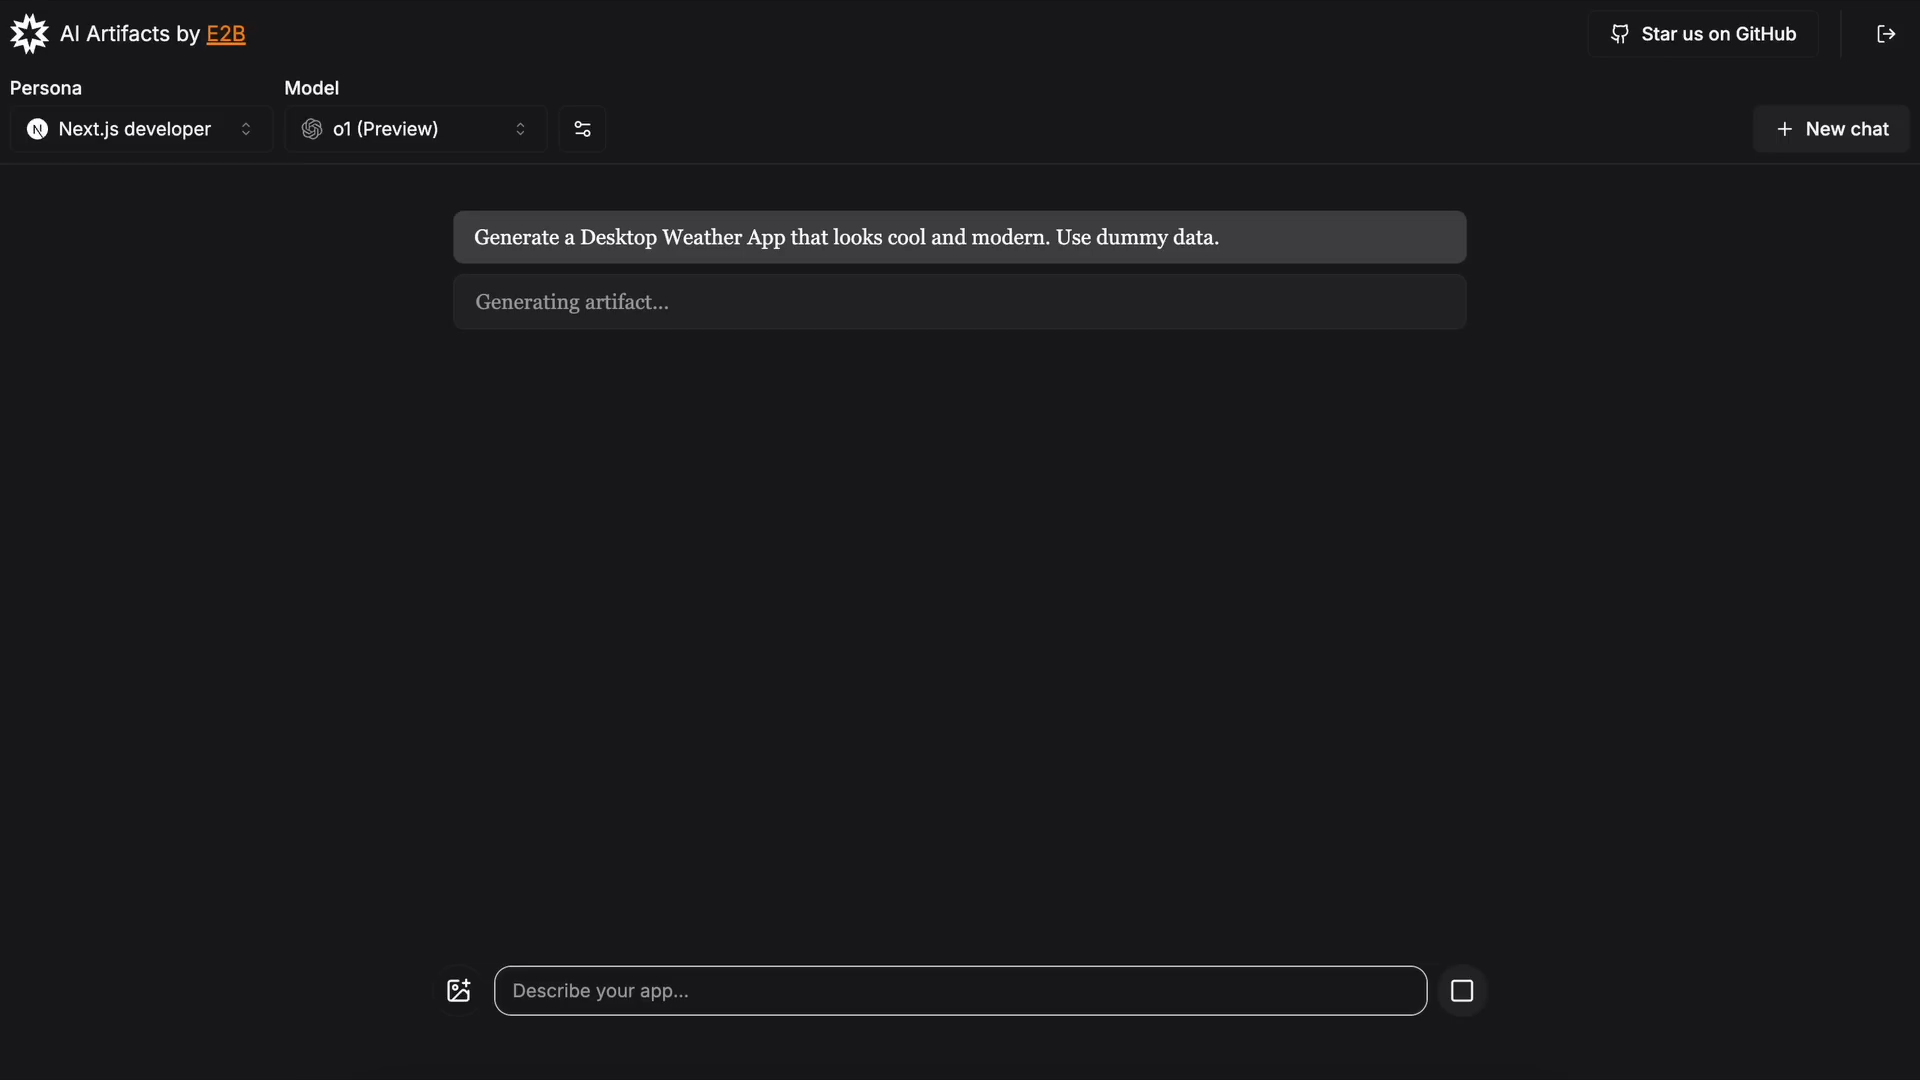 AI Artifacts by E2B
Star us on GitHub
Persona
Model
N Next.js developer
o1 (Preview)
New chat
Generate a Desktop Weather App that looks cool and modern. Use dummy data.
Generating artifact...
Describe your app...